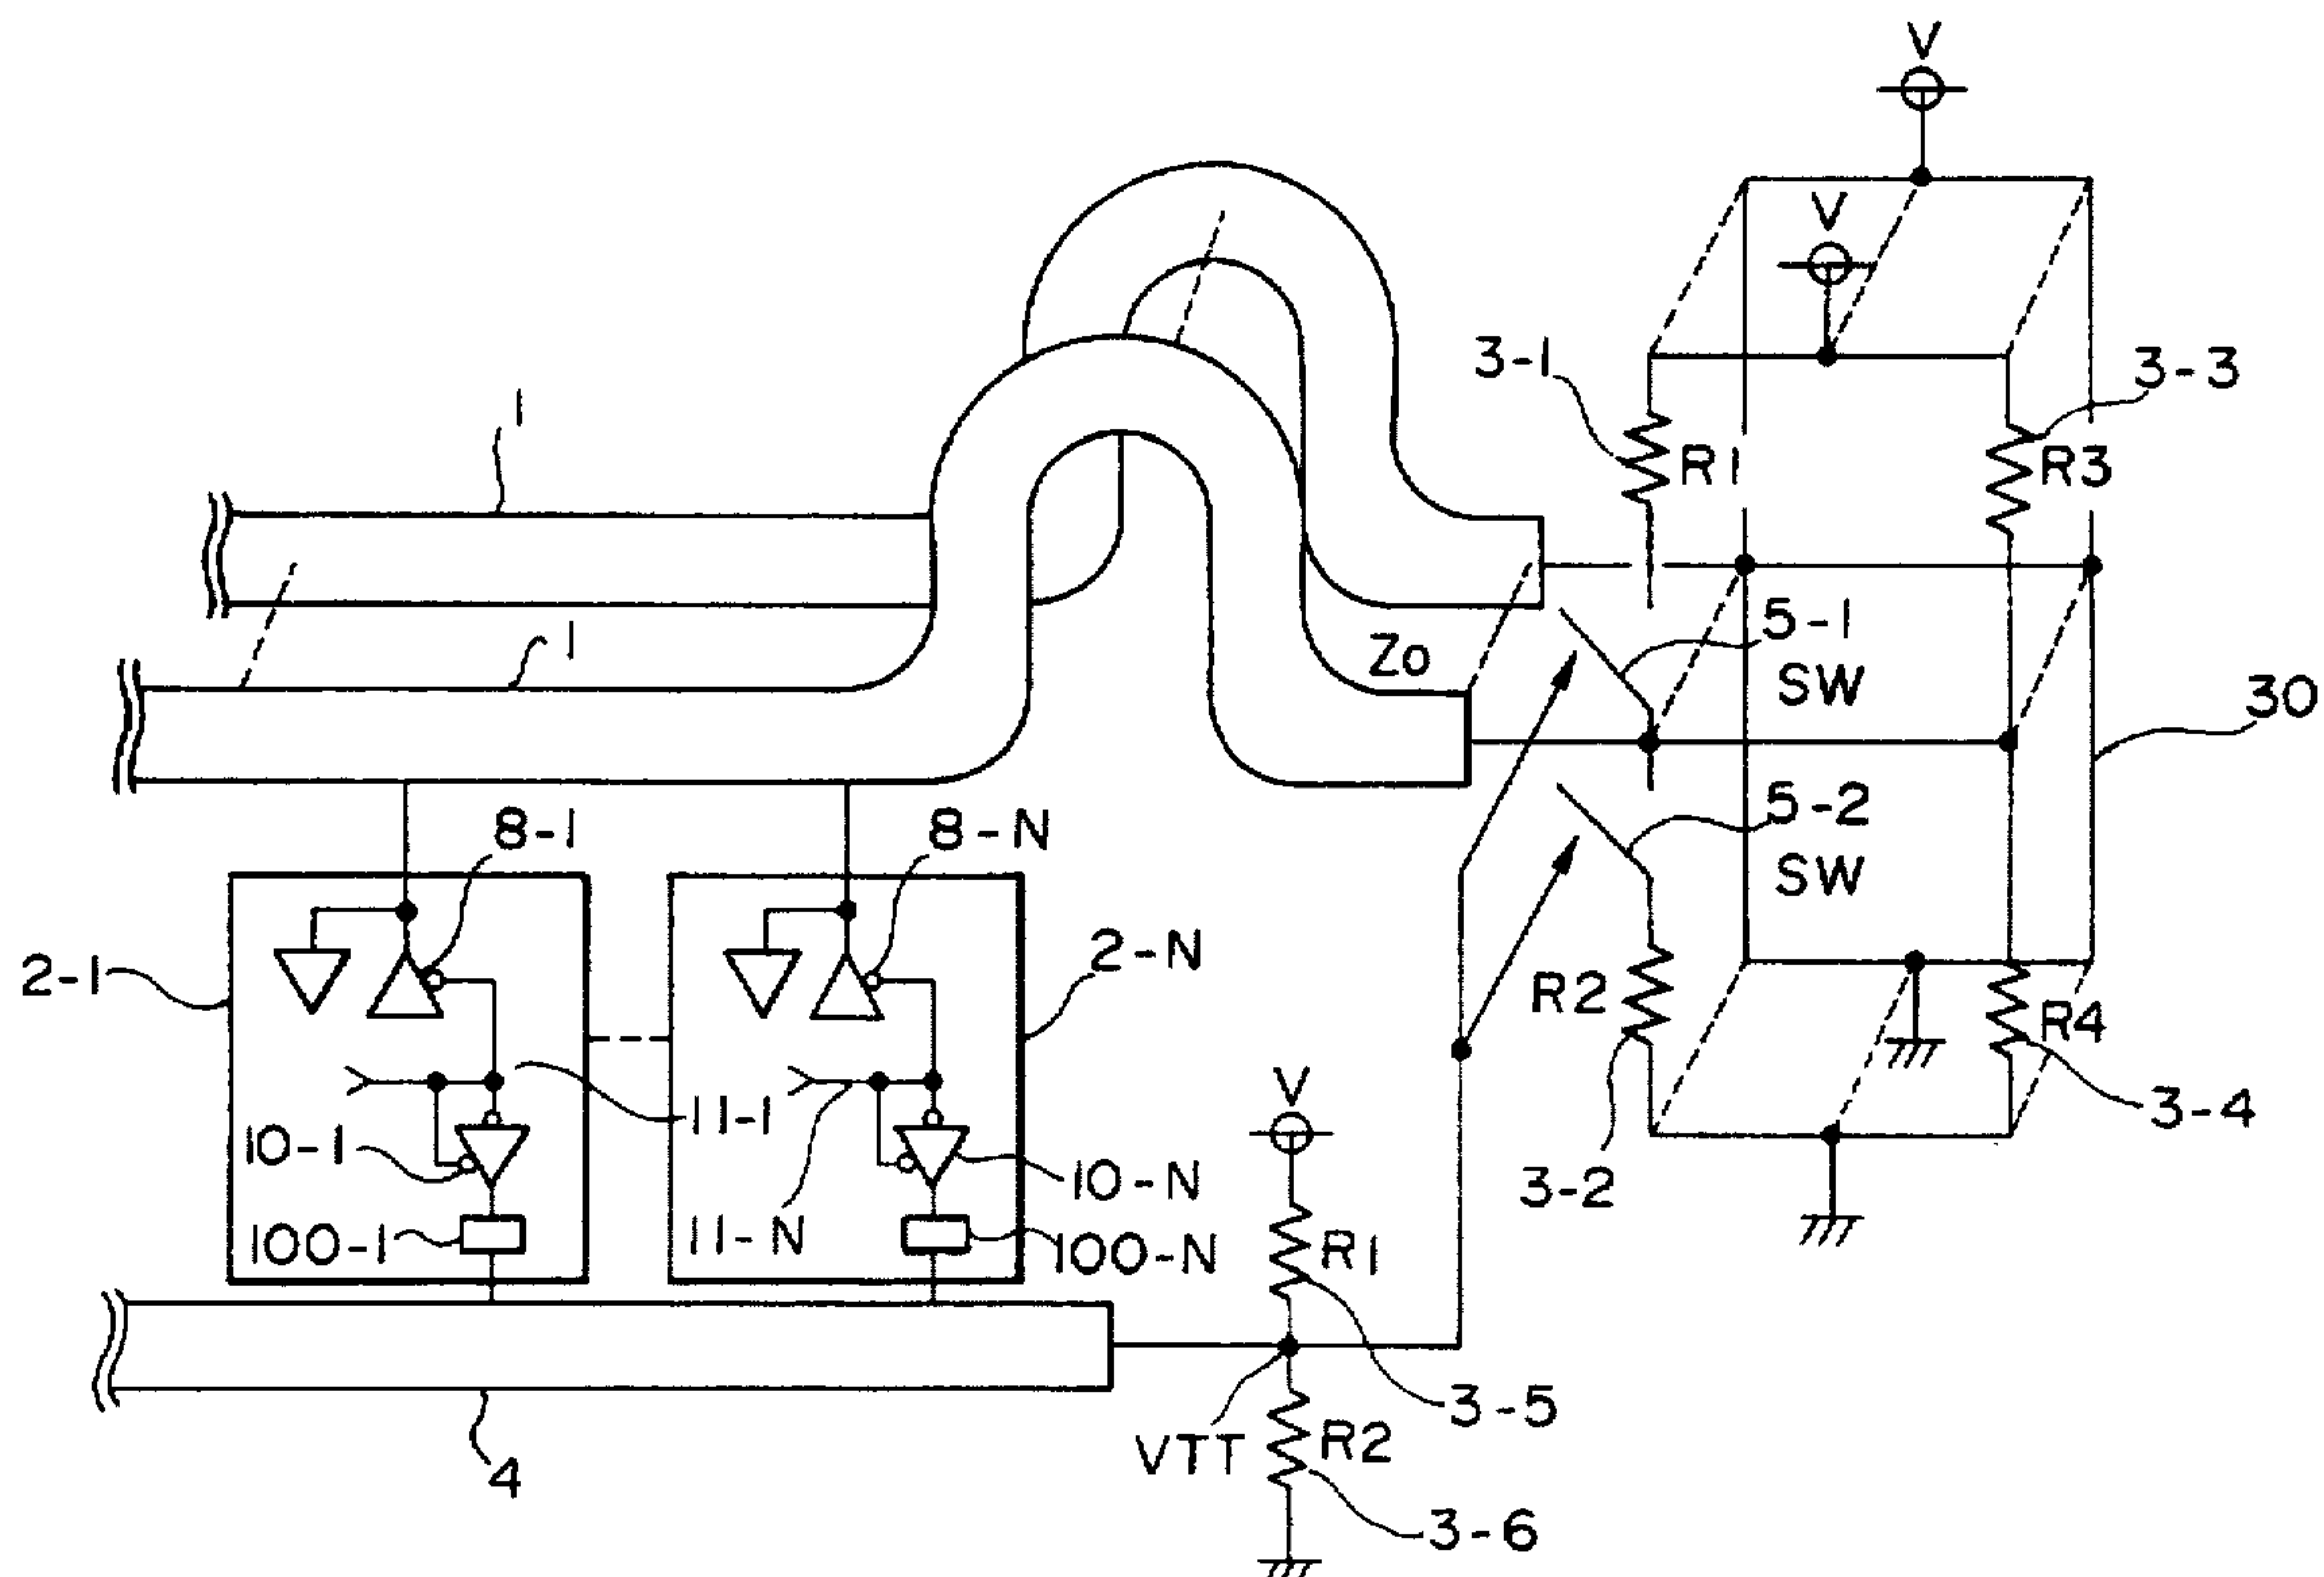 V
V
3-1
3-3
R1
R3
1
1
Zo
5-1
SW
30
5-2
SW
8-1
8-N
2-1
2-N
R2
R4
3-2
3-4
10-1
11-1
10-N
100-1
11-N
100-N
V
R1
3-5
VTT
R2
3-6
4